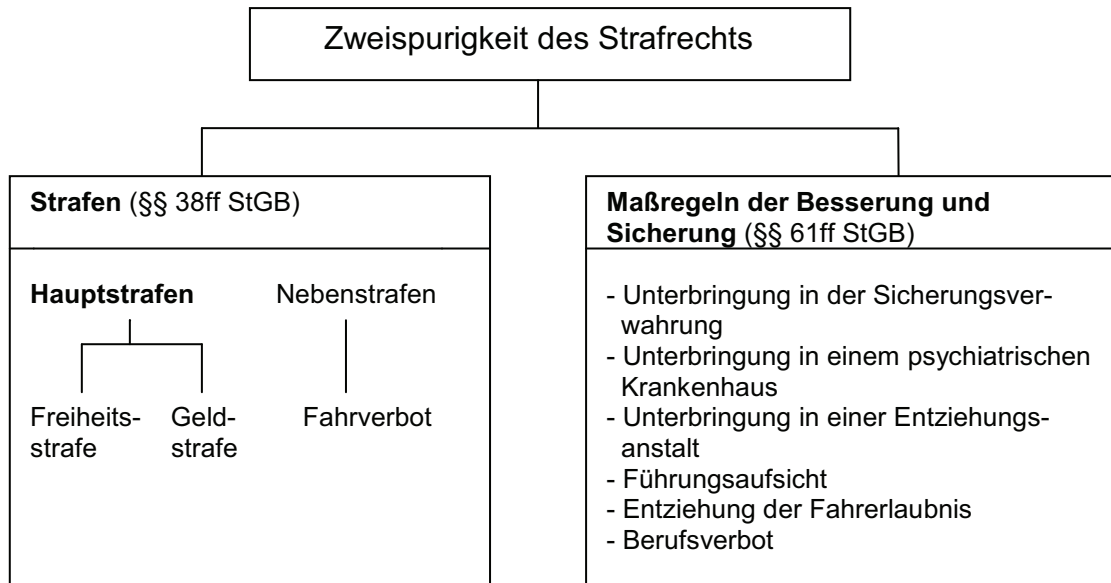 Zweispurigkeit des Strafrechts
Strafen (§§ 38ff StGB)
Hauptstrafen Nebenstrafen
Freiheits- Geld- Fahrverbot
strafe strafe
Maßregeln der Besserung und
Sicherung (§§ 61ff StGB)
- Unterbringung in der Sicherungsver-
wahrung
- Unterbringung in einem psychiatrischen
Krankenhaus
- Unterbringung in einer Entziehungs-
anstalt
- Führungsaufsicht
- Entziehung der Fahrerlaubnis
- Berufsverbot